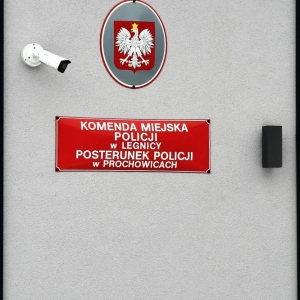 KOMENDA MIEJSKA
POLICJI
w LEGNICY
POSTERUNEK POLICJI
w PROCHOWICACH